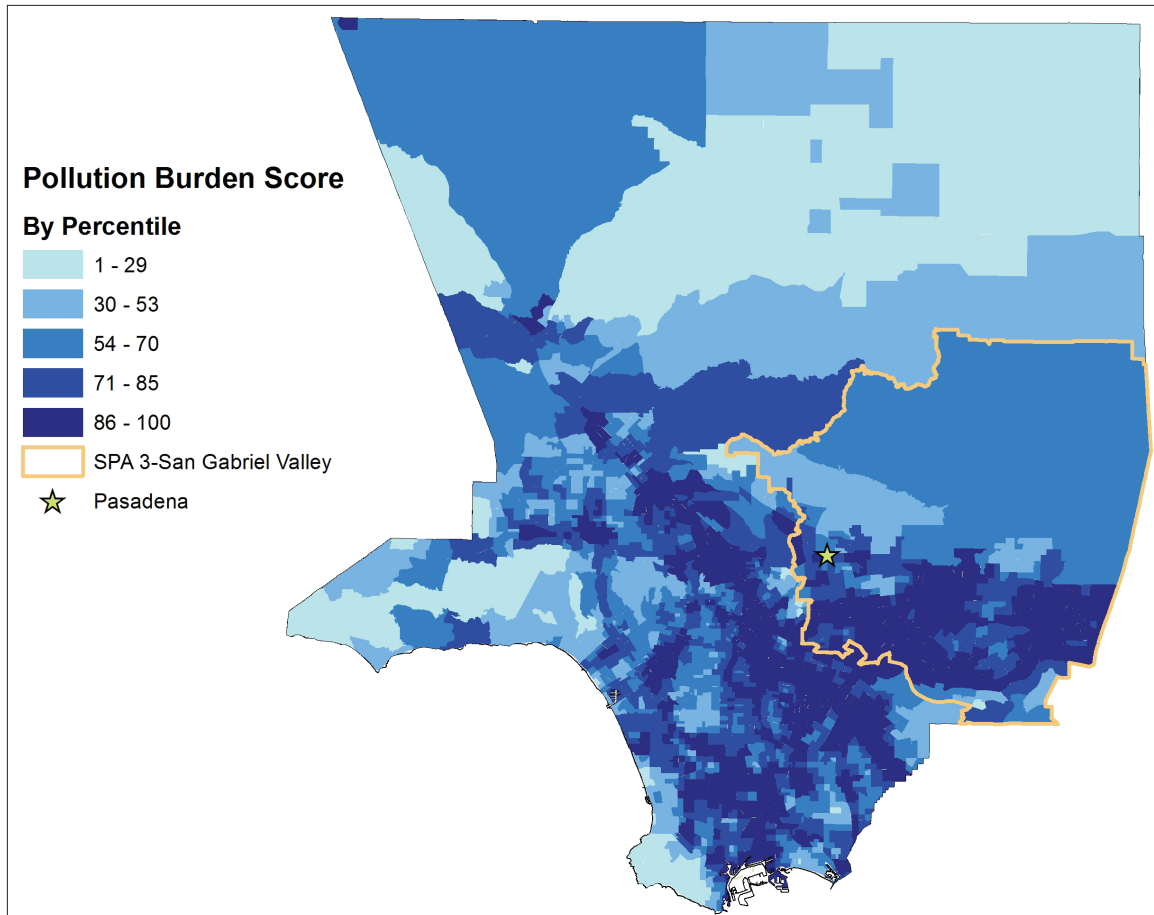 Pollution Burden Score
By Percentile
1 - 29
30 - 53
54 - 70
71 - 85
86 - 100
SPA 3-San Gabriel Valley
Pasadena